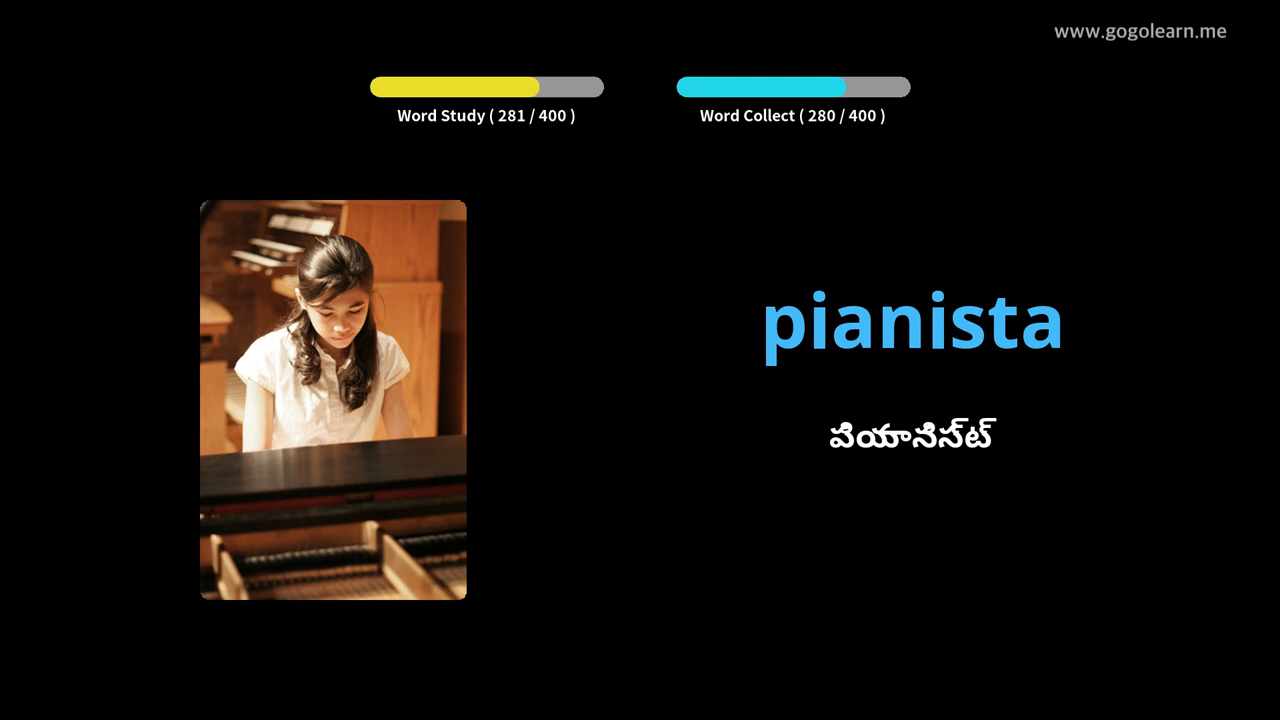 www.gogolearn.me
Word Study ( 281 / 400 )
Word Collect ( 280 / 400 )
pianista
పియానిస్ట్